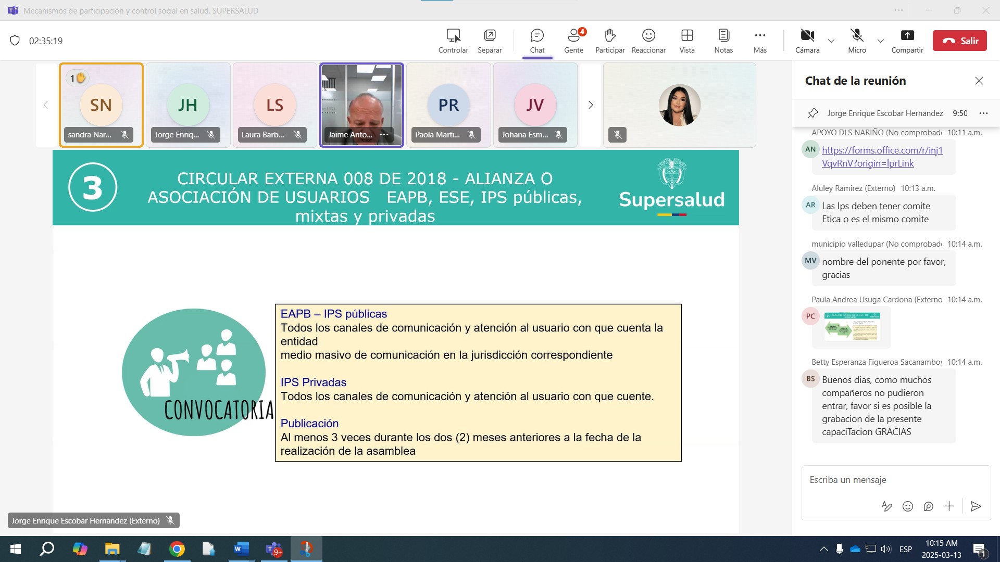 Mecanismos de participación y control social en salud. SUPERSALUD
02:35:19
Controlar
Separar
Chat
4
Gente
Participar
Reaccionar
Vista
Notas
Más
Cámara
Micro
Compartir
Salir
1
SN
sandra Nar...
JH
Jorge Enriq...
LS
Laura Barb...
Jaime Anto...
PR
Paola Marti...
JV
Johana Esm...
3
CIRCULAR EXTERNA 008 DE 2018 - ALIANZA O
ASOCIACIÓN DE USUARIOS EAPB, ESE, IPS públicas,
mixtas y privadas
Supersalud
CONVOCATORIA
EAPB – IPS públicas
Todos los canales de comunicación y atención al usuario con que cuenta la
entidad
medio masivo de comunicación en la jurisdicción correspondiente
IPS Privadas
Todos los canales de comunicación y atención al usuario con que cuente.
Publicación
Al menos 3 veces durante los dos (2) meses anteriores a la fecha de la
realización de la asamblea
Jorge Enrique Escobar Hernandez (Externo)
Chat de la reunión
Jorge Enrique Escobar Hernandez 9:50
APOYO DLS NARIÑO (No comprobado 10:11 a.m.
AN
https://forms.office.com/r/inj1
VqvRnV?origin=lprLink
Aluley Ramirez (Externo) 10:13 a.m.
AR
Las Ips deben tener comite
Etica o es el mismo comite
municipio valledupar (No comprobado 10:14 a.m.
MV
nombre del ponente por favor,
gracias
Paula Andrea Usuga Cardona (Externo 10:14 a.m.
PC
Betty Esperanza Figueroa Sacanamboy 10:14 a.m.
BS
Buenos dias, como muchos
compañeros no pudieron
entrar, favor si es posible la
grabacion de la presente
capaciTacion GRACIAS
Escriba un mensaje
9+
ESP
10:15 AM
2025-03-13
1